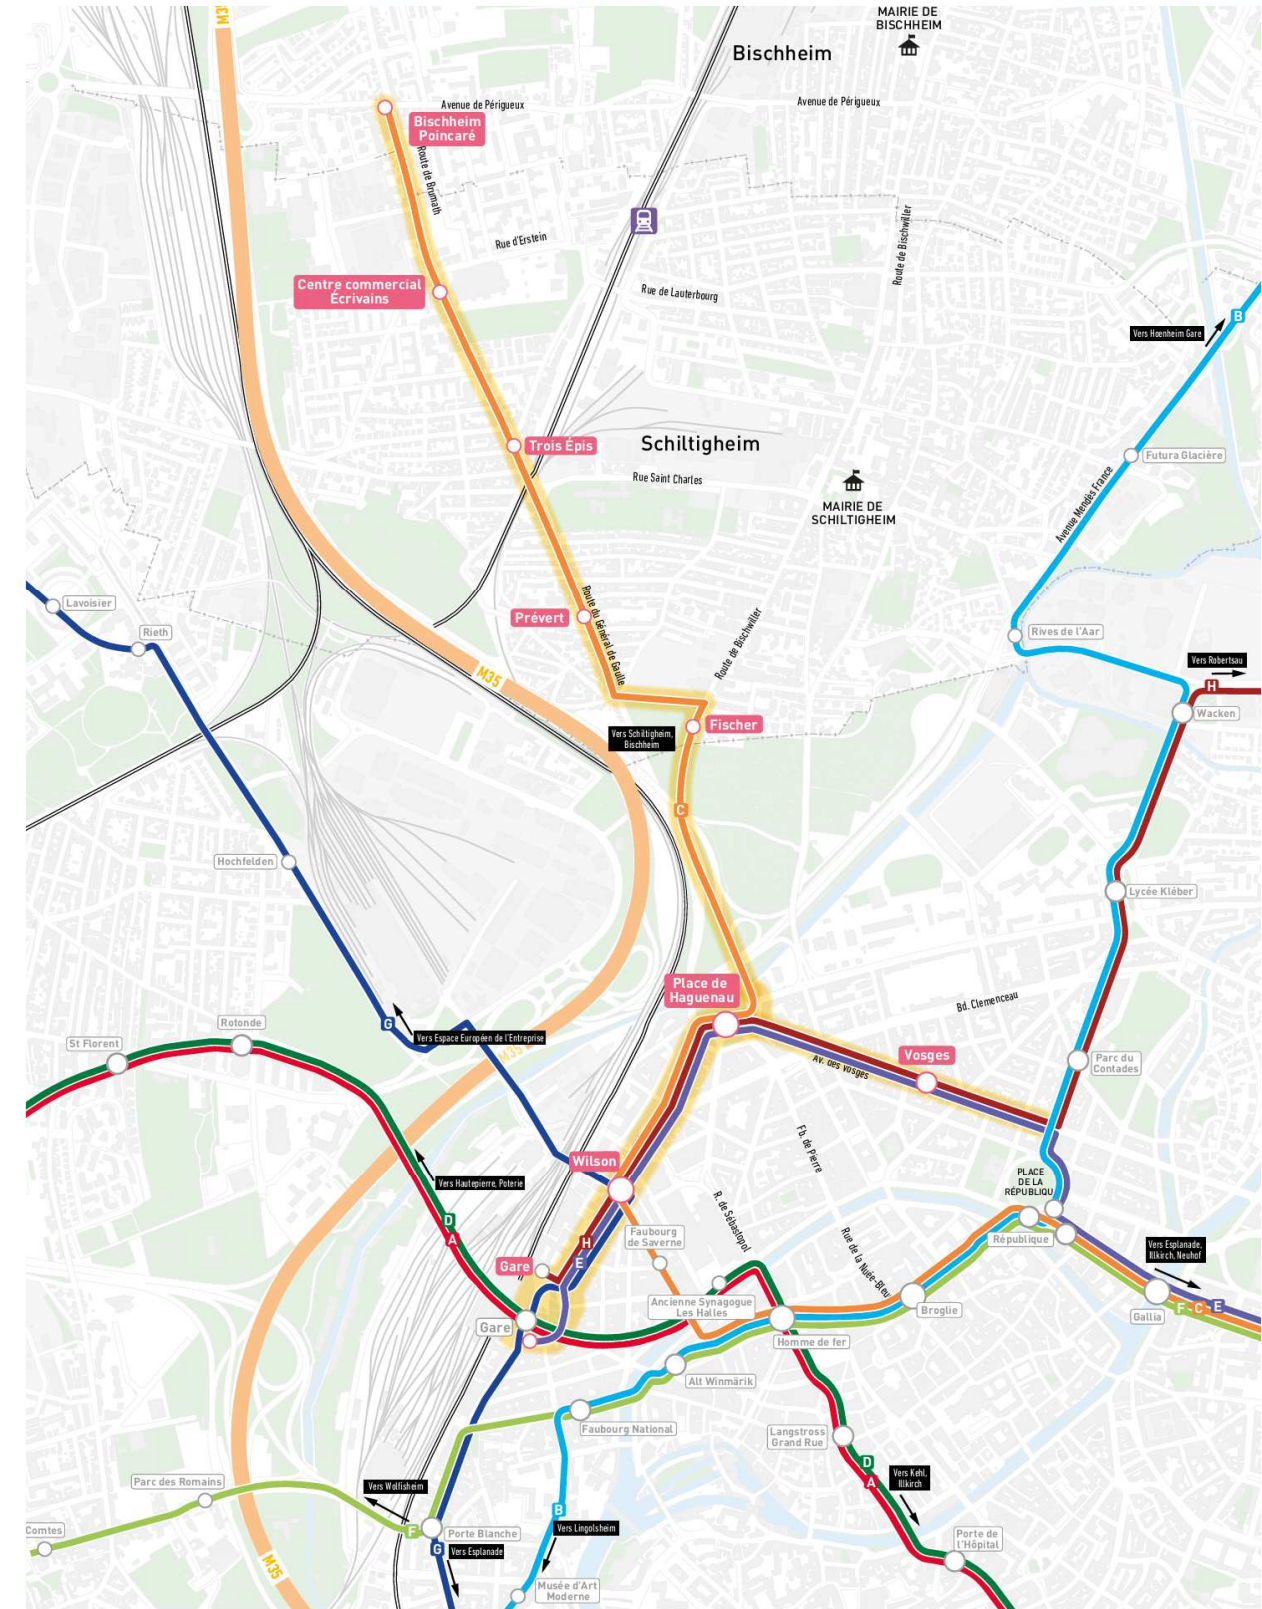 M35
MAIRIE DE
BISCHHEIM
Bischheim
Avenue de Périgueux
Avenue de Périgueux
Bischheim
Poincaré
Route de Brumath
Rue d'Erstein
Route de Bischwiller
Centre commercial
Écrivains
Rue de Lauterbourg
B
Vers Hoenheim Gare
Trois Épis
Schiltigheim
Futura Glacière
Rue Saint Charles
Avenue Mendès France
MAIRIE DE
SCHILTIGHEIM
Lavoisier
Rieth
Prévert
Route du Général de Gaulle
Route de Bischwiller
Rives de l'Aar
M35
Vers Robertsau
H
Wacken
Fischer
Vers Schiltigheim,
Bischheim
C
Hochfelden
Lycée Kléber
Place de
Haguenau
Bd. Clemenceau
G
Vers Espace Européen de l'Entreprise
Rotonde
St Florent
M35
Av. des Vosges
Vosges
Parc du
Contades
Wilson
Fb. de Pierre
Vers Hautepierre, Poterie
PLACE
DE LA
RÉPUBLIQU
D
A
R. de Sébastopol
Faubourg
de Saverne
Rue de la Nuée-Bleu
République
Vers Esplanade,
Illkirch, Neuhof
H
E
Gare
Gare
Ancienne Synagogue
Les Halles
Broglie
Gallia
F-C-E
Homme de fer
Alt Winmärik
Faubourg National
Langstross
Grand Rue
D
A
Vers Kehl,
Illkirch
Parc des Romains
Vers Wolfisheim
B
Vers Lingolsheim
Comtes
F
Porte Blanche
G
Vers Esplanade
Porte de
l'Hôpital
M35
Musée d'Art
Moderne